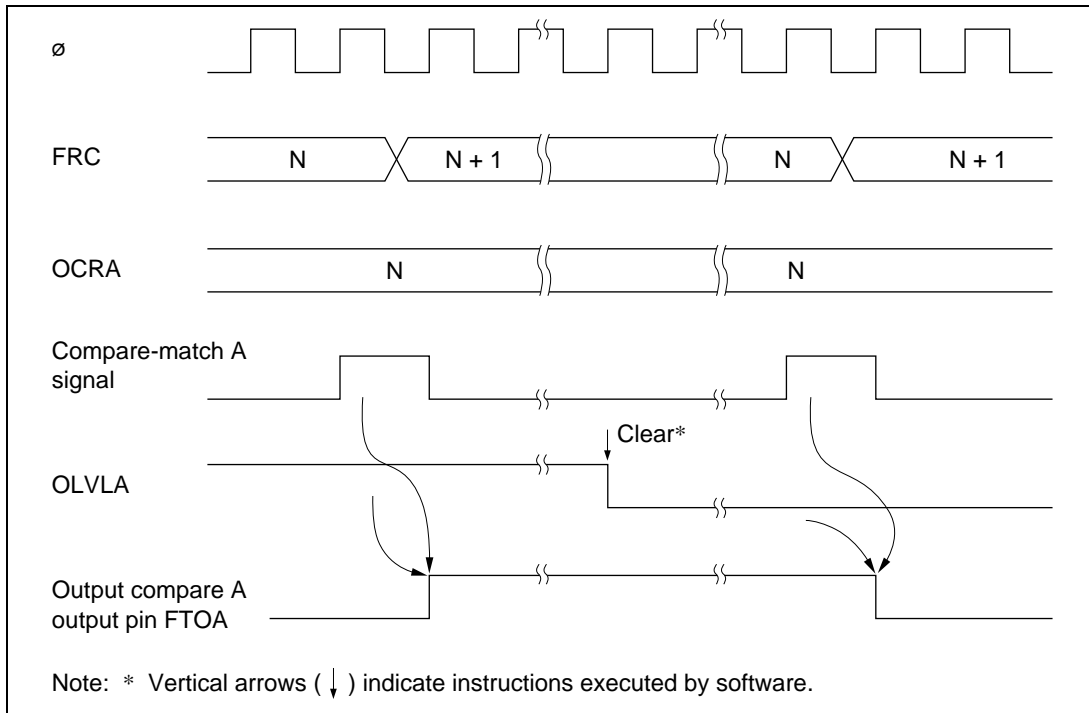 ø
FRC
N
N + 1
N
N + 1
OCRA
N
N
Compare-match A
signal
Clear*
OLVLA
Output compare A
output pin FTOA
Note: * Vertical arrows ( ↓ ) indicate instructions executed by software.